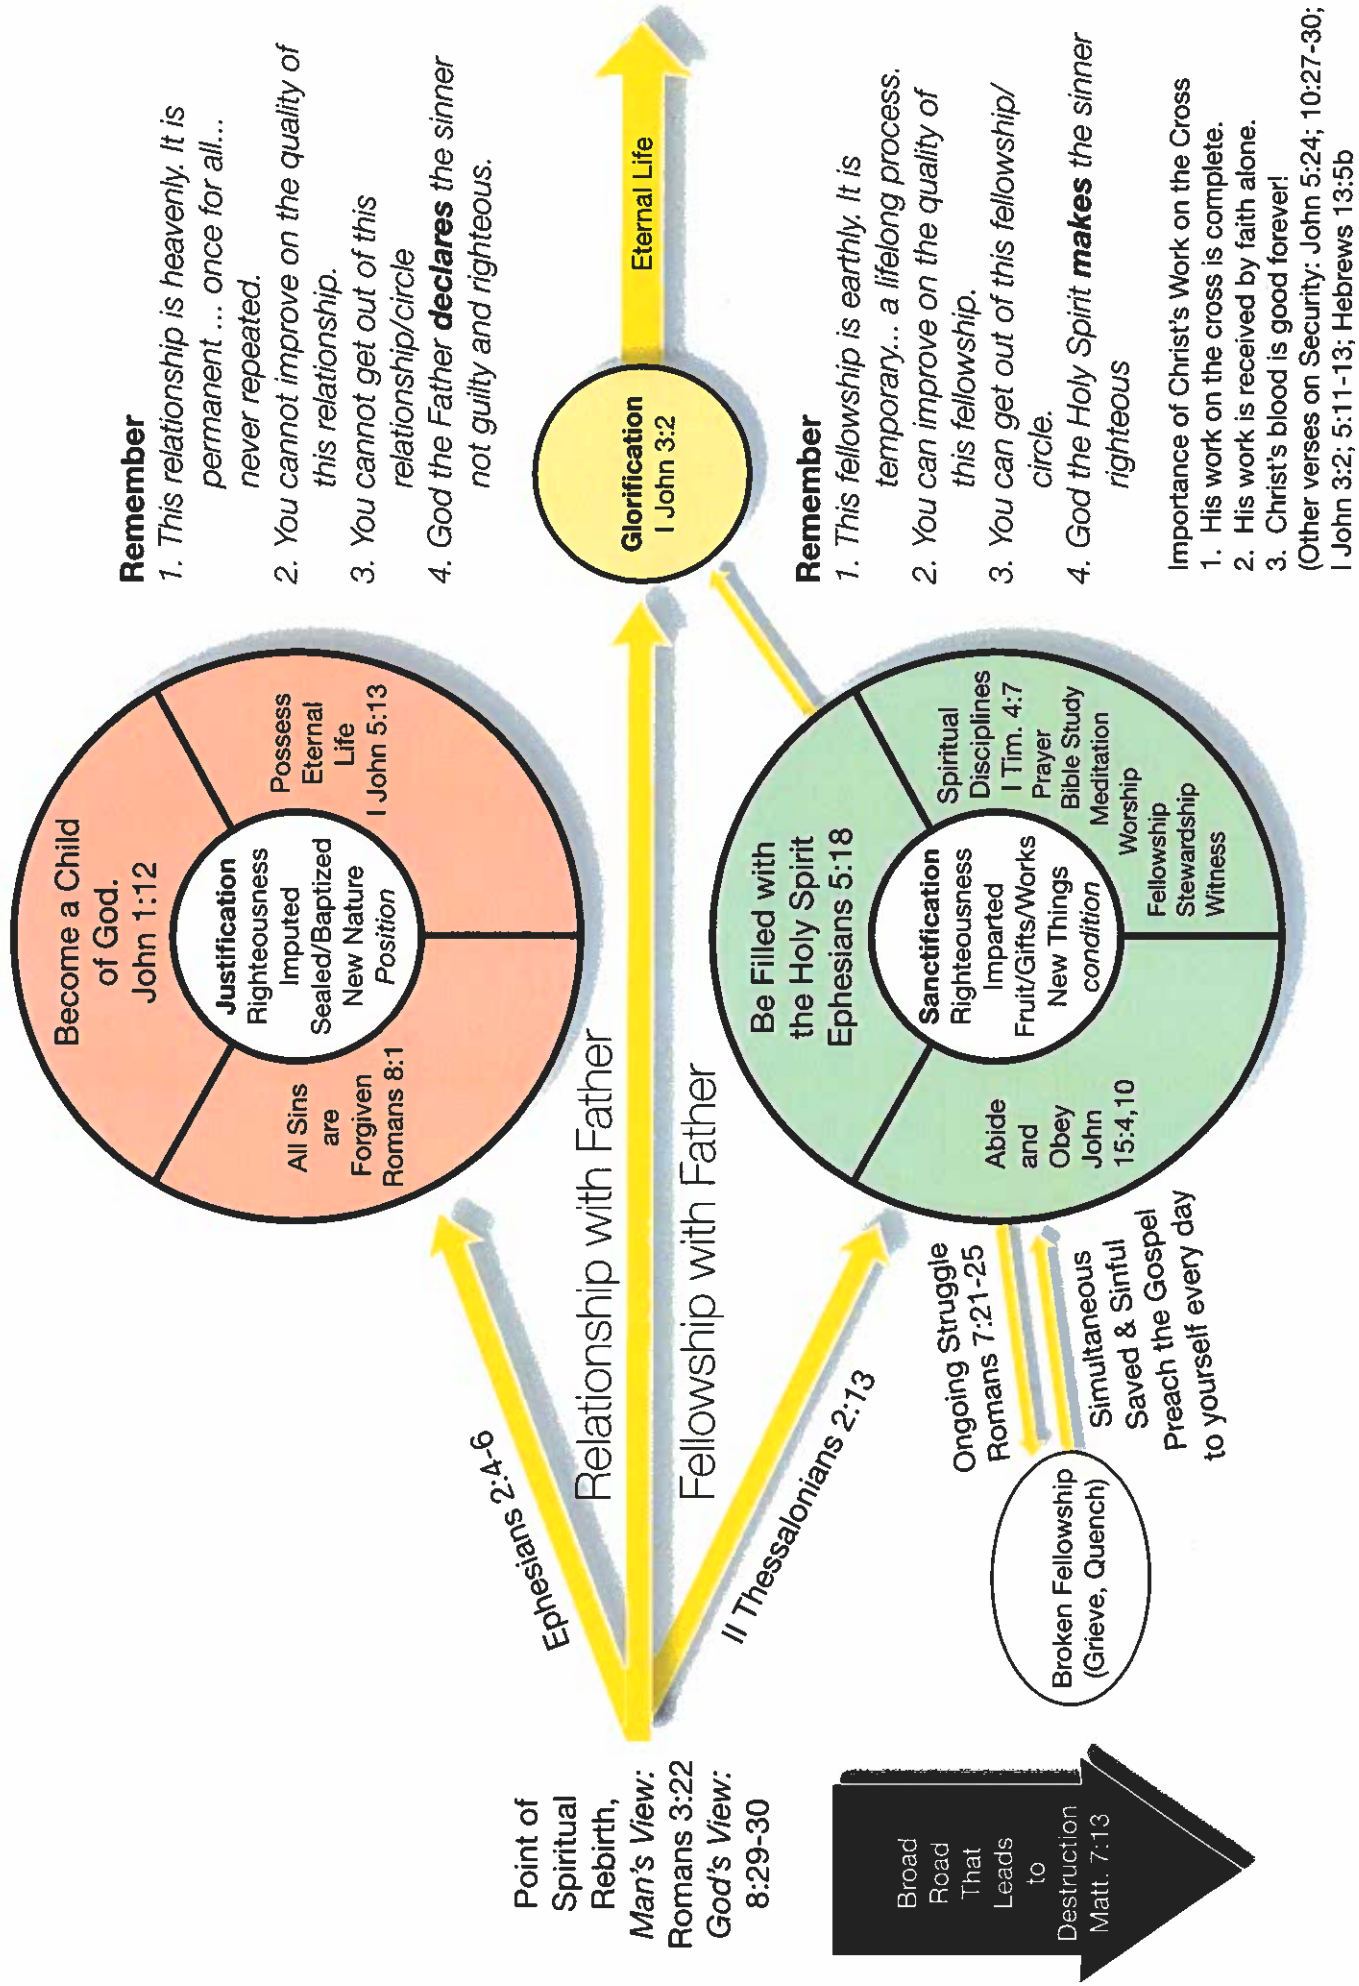 Point of
Spiritual
Rebirth,
Man's View:
Romans 3:22
God's View:
8:29-30
Broad
Road
That
Leads
to
Destruction
Matt. 7:13
Ephesians 2:4-6
Relationship with Father
Fellowship with Father
II Thessalonians 2:13
Become a Child
of God.
John 1:12
All Sins
are
Forgiven
Romans 8:1
Justification
Righteousness
Imputed
Sealed/Baptized
New Nature
Position
Possess
Eternal
Life
I John 5:13
Remember
1. This relationship is heavenly. It is
permanent ... once for all...
never repeated.
2. You cannot improve on the quality of
this relationship.
3. You cannot get out of this
relationship/circle
4. God the Father declares the sinner
not guilty and righteous.
Glorification
I John 3:2
Eternal Life
Be Filled with
the Holy Spirit
Ephesians 5:18
Abide
and
Obey
John
15:4,10
Sanctification
Righteousness
Imparted
Fruit/Gifts/Works
New Things
condition
Spiritual
Disciplines
I Tim. 4:7
Prayer
Bible Study
Meditation
Worship
Fellowship
Stewardship
Witness
Ongoing Struggle
Romans 7:21-25
Simultaneous
Saved & Sinful
Preach the Gospel
to yourself every day
Broken Fellowship
(Grieve, Quench)
Remember
1. This fellowship is earthly. It is
temporary... a lifelong process.
2. You can improve on the quality of
this fellowship.
3. You can get out of this fellowship/
circle.
4. God the Holy Spirit makes the sinner
righteous
Importance of Christ's Work on the Cross
1. His work on the cross is complete.
2. His work is received by faith alone.
3. Christ's blood is good forever!
(Other verses on Security: John 5:24; 10:27-30;
I John 3:2; 5:11-13; Hebrews 13:5b